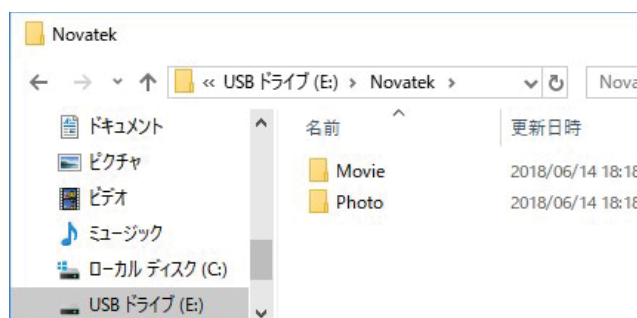 Novatek
« USB ドライブ (E:) › Novatek ›
Nova
ドキュメント
ピクチャ
ビデオ
ミュージック
ローカル ディスク (C:)
USB ドライブ (E:)
名前 更新日時
Movie 2018/06/14 18:18
Photo 2018/06/14 18:18